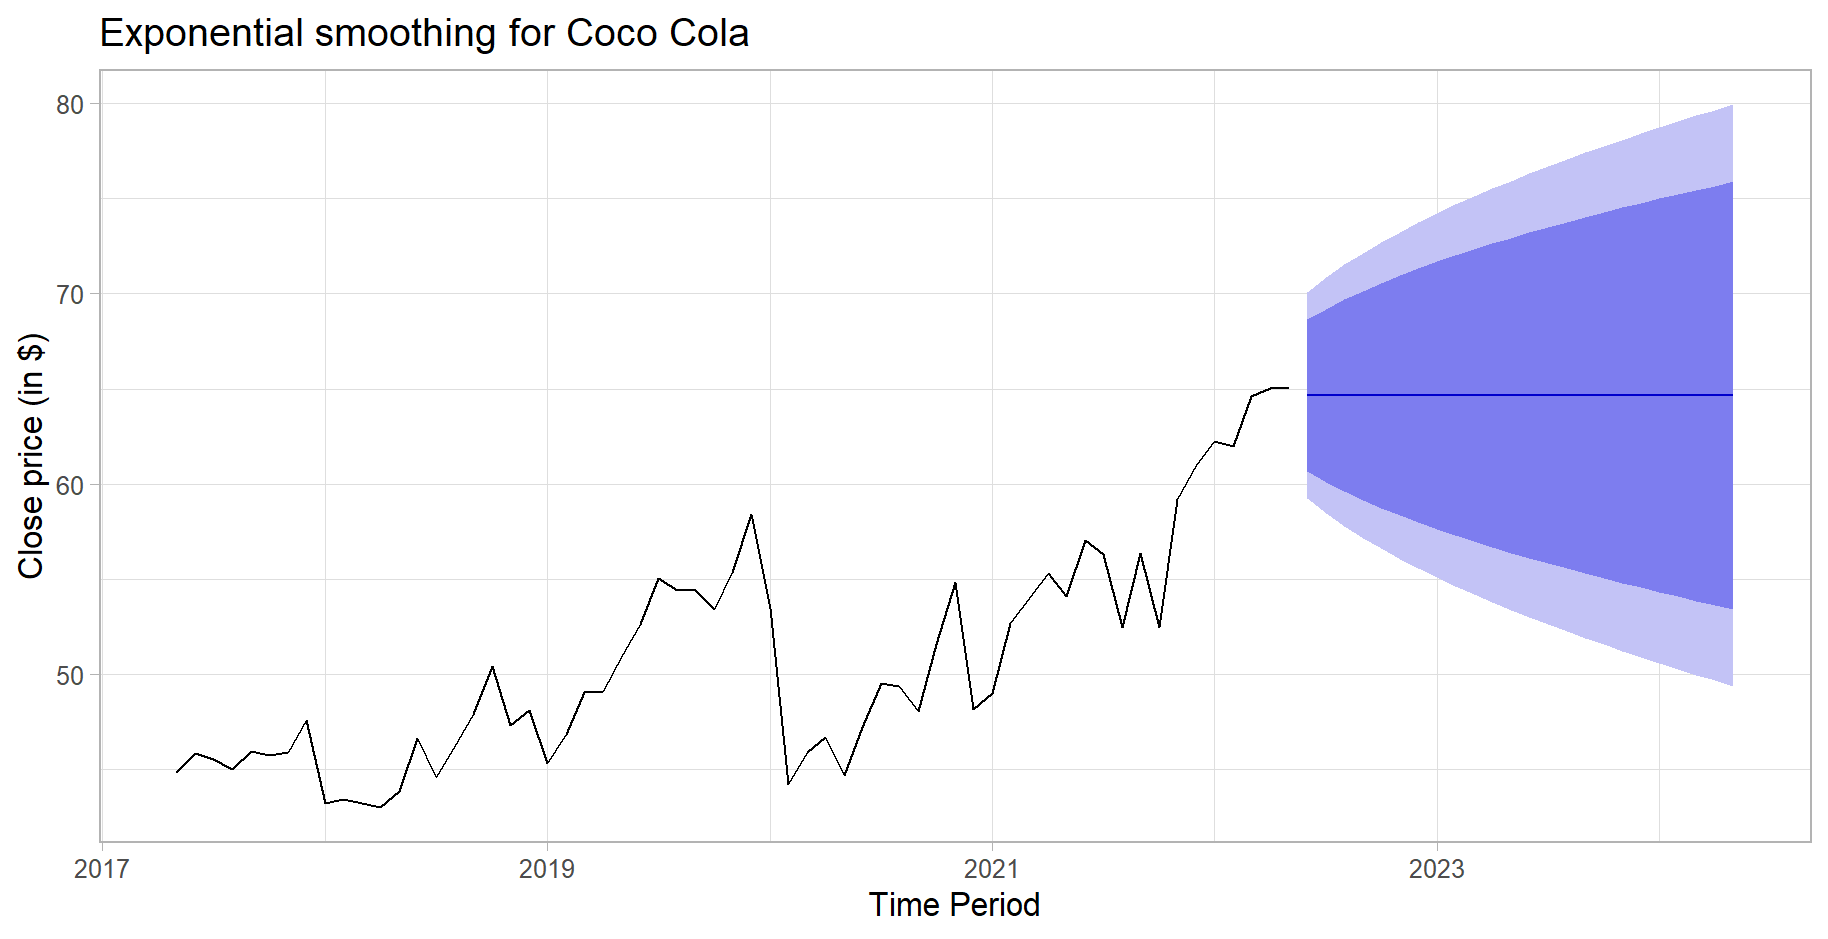 Exponential smoothing for Coco Cola
Close price (in $)
80
70
60
50
2017
2019
2021
2023
Time Period